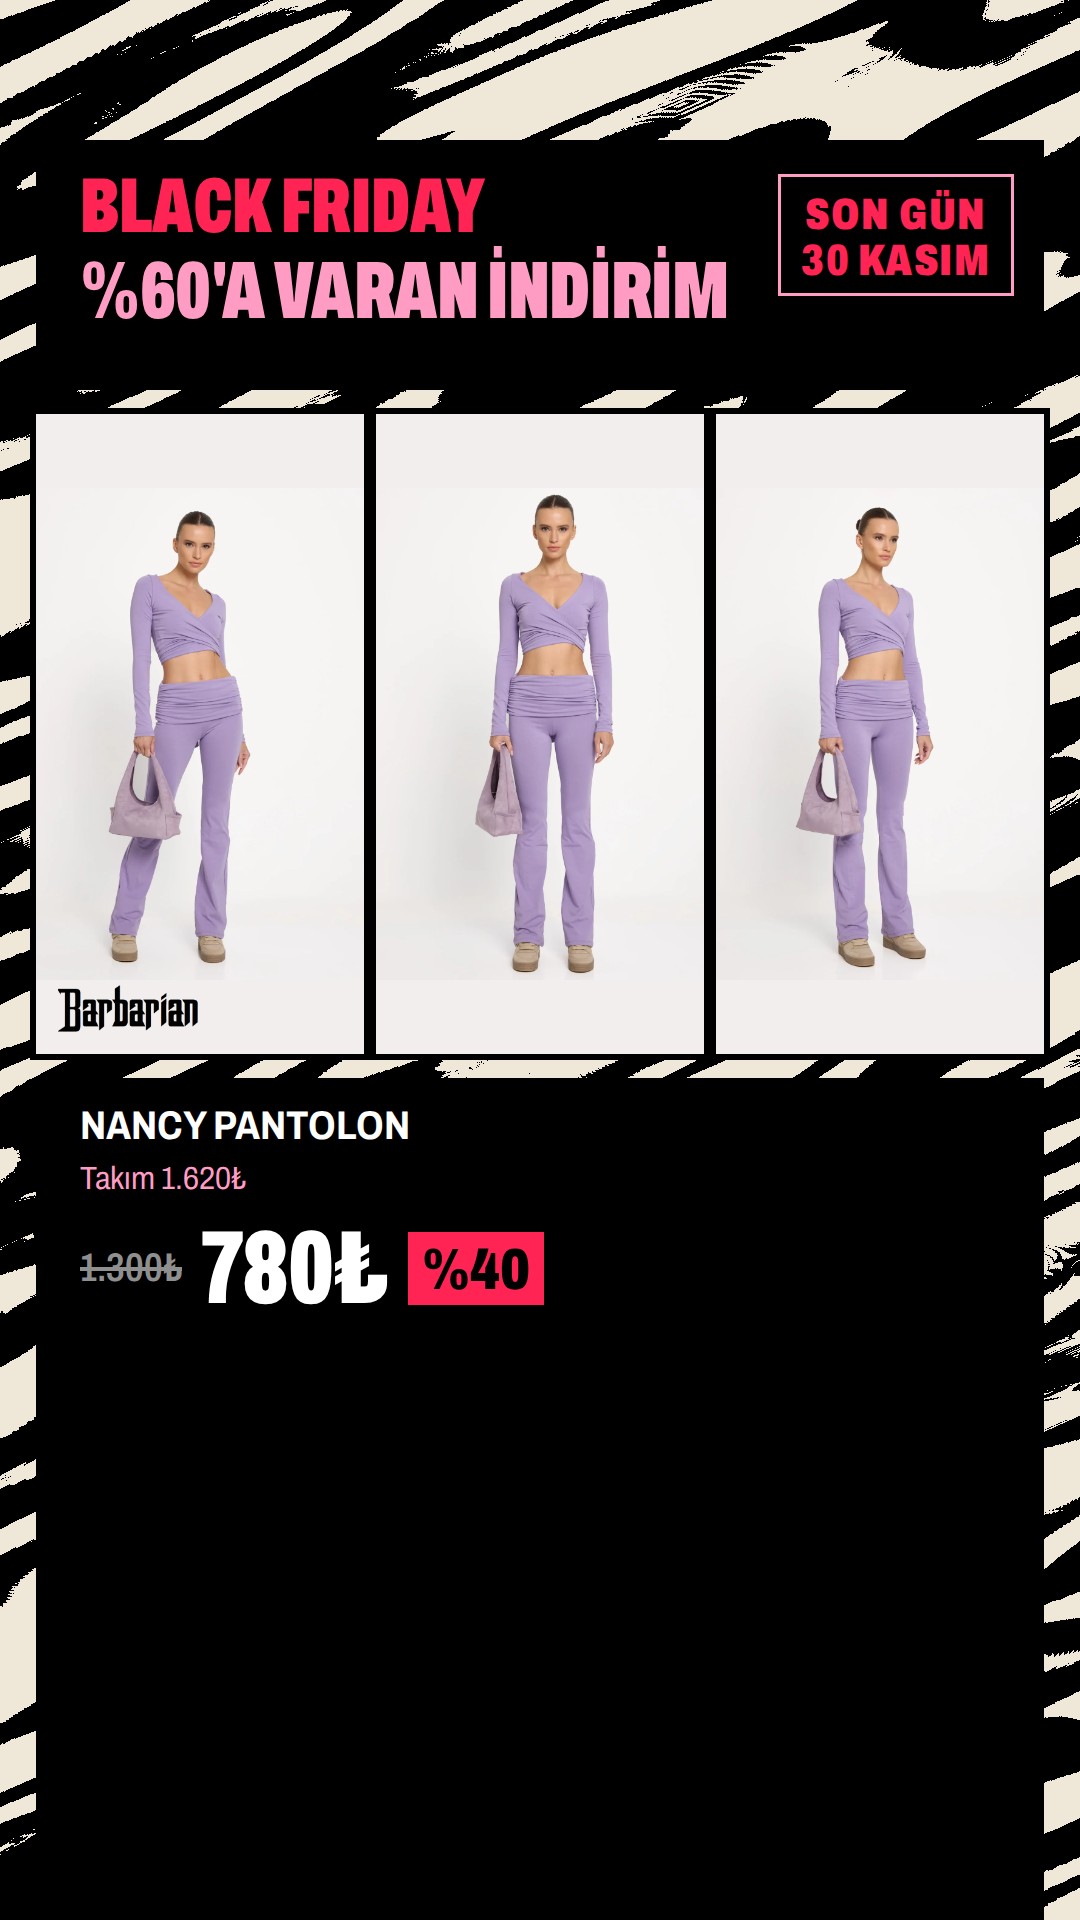 BLACK FRIDAY
%60'A VARAN İNDİRİM
SON GÜN
30 KASIM
Barbarian
NANCY PANTOLON
Takım 1.620₺
1.300₺ 780₺ %40